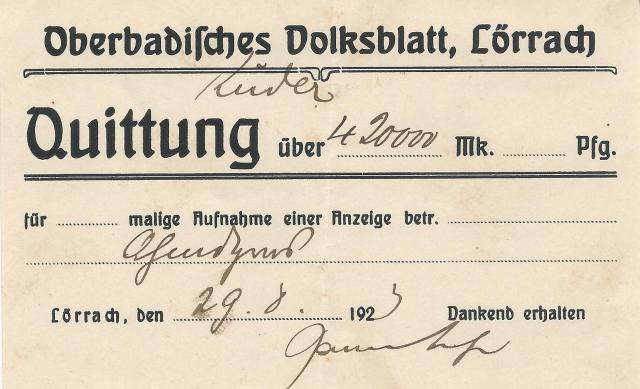 Oberbadisches Volksblatt, Lörrach
Ruder
Quittung über 420000 Mk. Pfg.
für malige Aufnahme einer Anzeige betr.
Lörrach, den 29. 8. 1923 Dankend erhalten